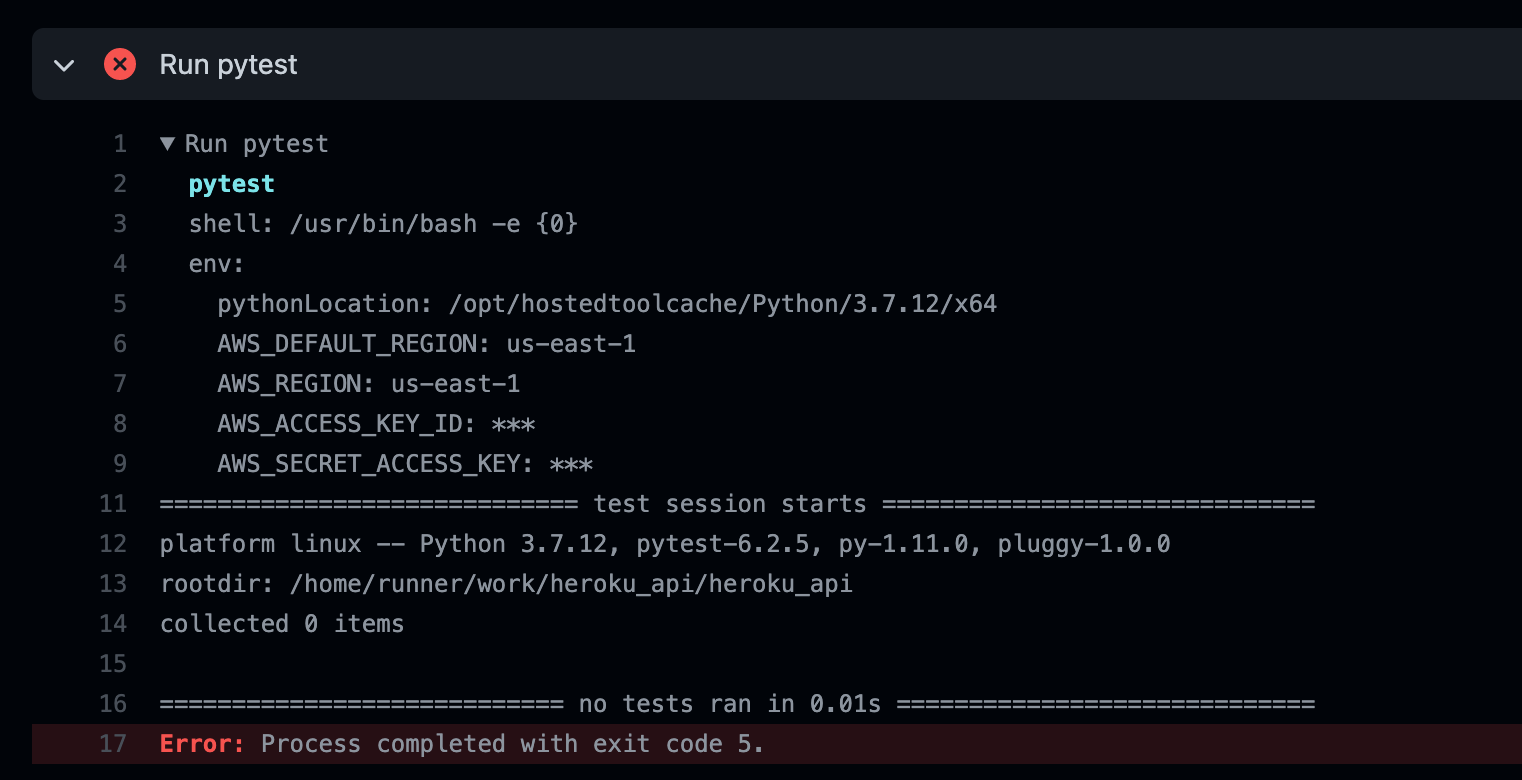 Run pytest
1 ▼ Run pytest
2 pytest
3 shell: /usr/bin/bash -e {0}
4 env:
5 pythonLocation: /opt/hostedtoolcache/Python/3.7.12/x64
6 AWS_DEFAULT_REGION: us-east-1
7 AWS_REGION: us-east-1
8 AWS_ACCESS_KEY_ID: ***
9 AWS_SECRET_ACCESS_KEY: ***
11 ============================= test session starts ==============================
12 platform linux -- Python 3.7.12, pytest-6.2.5, py-1.11.0, pluggy-1.0.0
13 rootdir: /home/runner/work/heroku_api/heroku_api
14 collected 0 items
15
16 ============================ no tests ran in 0.01s =============================
17 Error: Process completed with exit code 5.